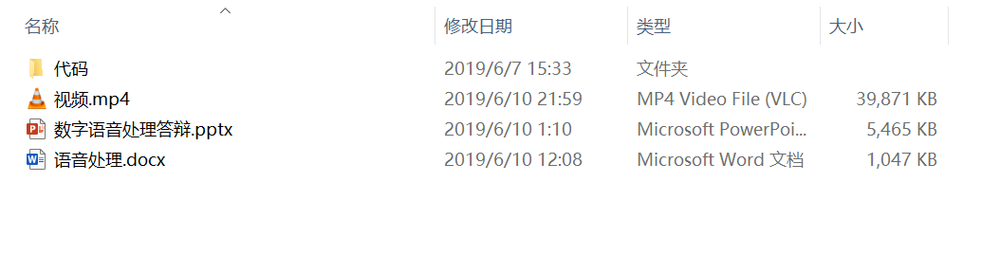 名称 修改日期 类型 大小
代码 2019/6/7 15:33 文件夹
视频.mp4 2019/6/10 21:59 MP4 Video File (VLC) 39,871 KB
数字语音处理答辩.pptx 2019/6/10 1:10 Microsoft PowerPoi... 5,465 KB
语音处理.docx 2019/6/10 12:08 Microsoft Word 文档 1,047 KB